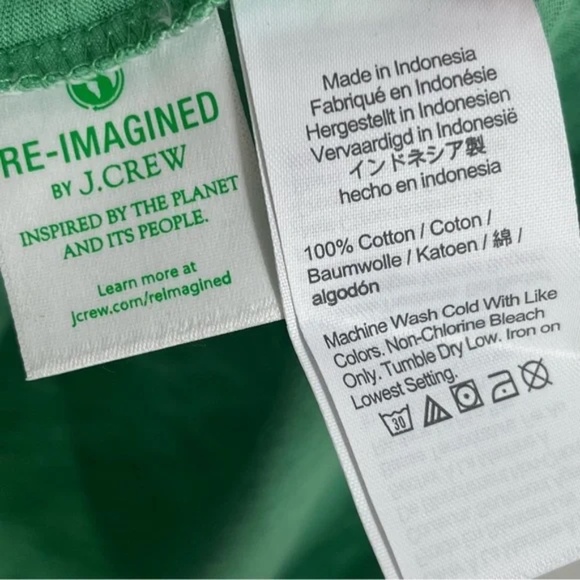 RE-IMAGINED
BY J.CREW
INSPIRED BY THE PLANET
AND ITS PEOPLE.
Learn more at
jcrew.com/reimagined
Made in Indonesia
Fabriqué en Indonésie
Hergestellt in Indonesien
Vervaardigd in Indonesië
インドネシア製
hecho en indonesia
100% Cotton / Coton /
Baumwolle / Katoen / 綿 /
algodón
Machine Wash Cold With Like
Colors. Non-Chlorine Bleach
Only. Tumble Dry Low. Iron on
Lowest Setting.
30